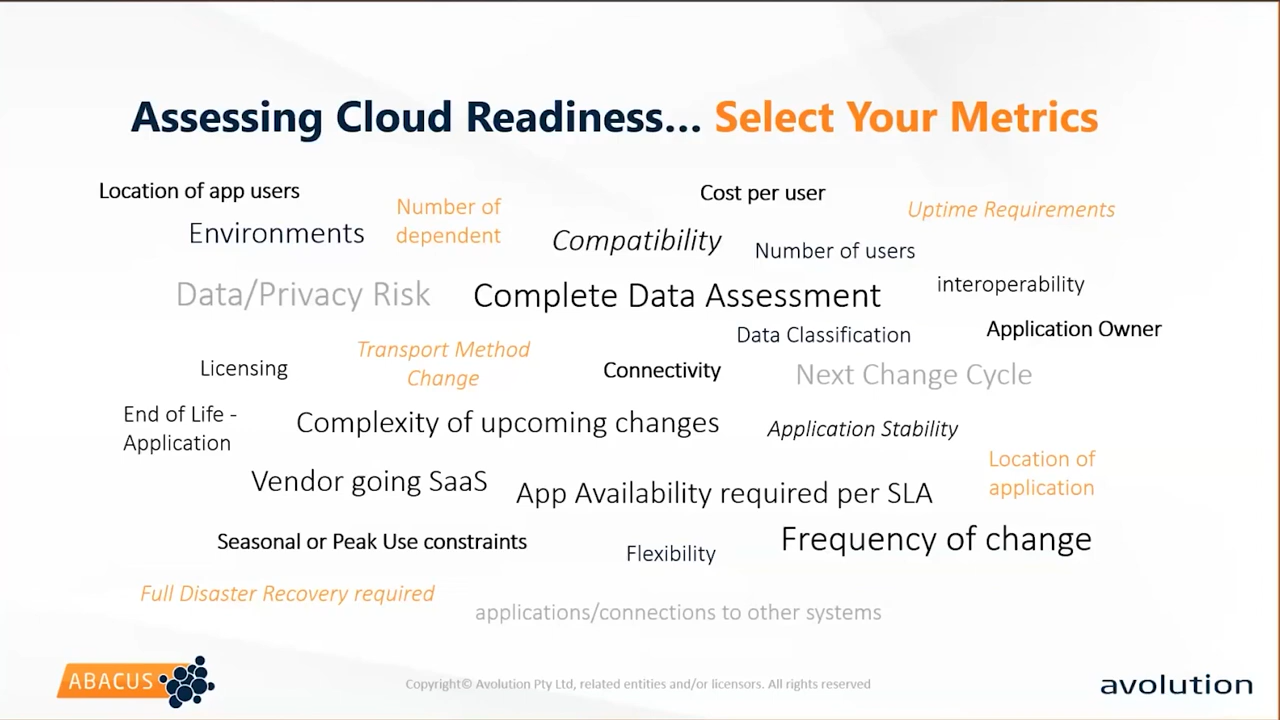 Assessing Cloud Readiness... Select Your Metrics
Location of app users
Cost per user
Number of
dependent
Uptime Requirements
Environments
Compatibility
Number of users
interoperability
Data/Privacy Risk
Complete Data Assessment
Data Classification
Application Owner
Transport Method
Change
Licensing
Connectivity
Next Change Cycle
End of Life -
Application
Complexity of upcoming changes
Application Stability
Location of
application
Vendor going SaaS
App Availability required per SLA
Seasonal or Peak Use constraints
Flexibility
Frequency of change
Full Disaster Recovery required
applications/connections to other systems
ABACUS
Copyright© Avolution Pty Ltd, related entities and/or licensors. All rights reserved
avolution